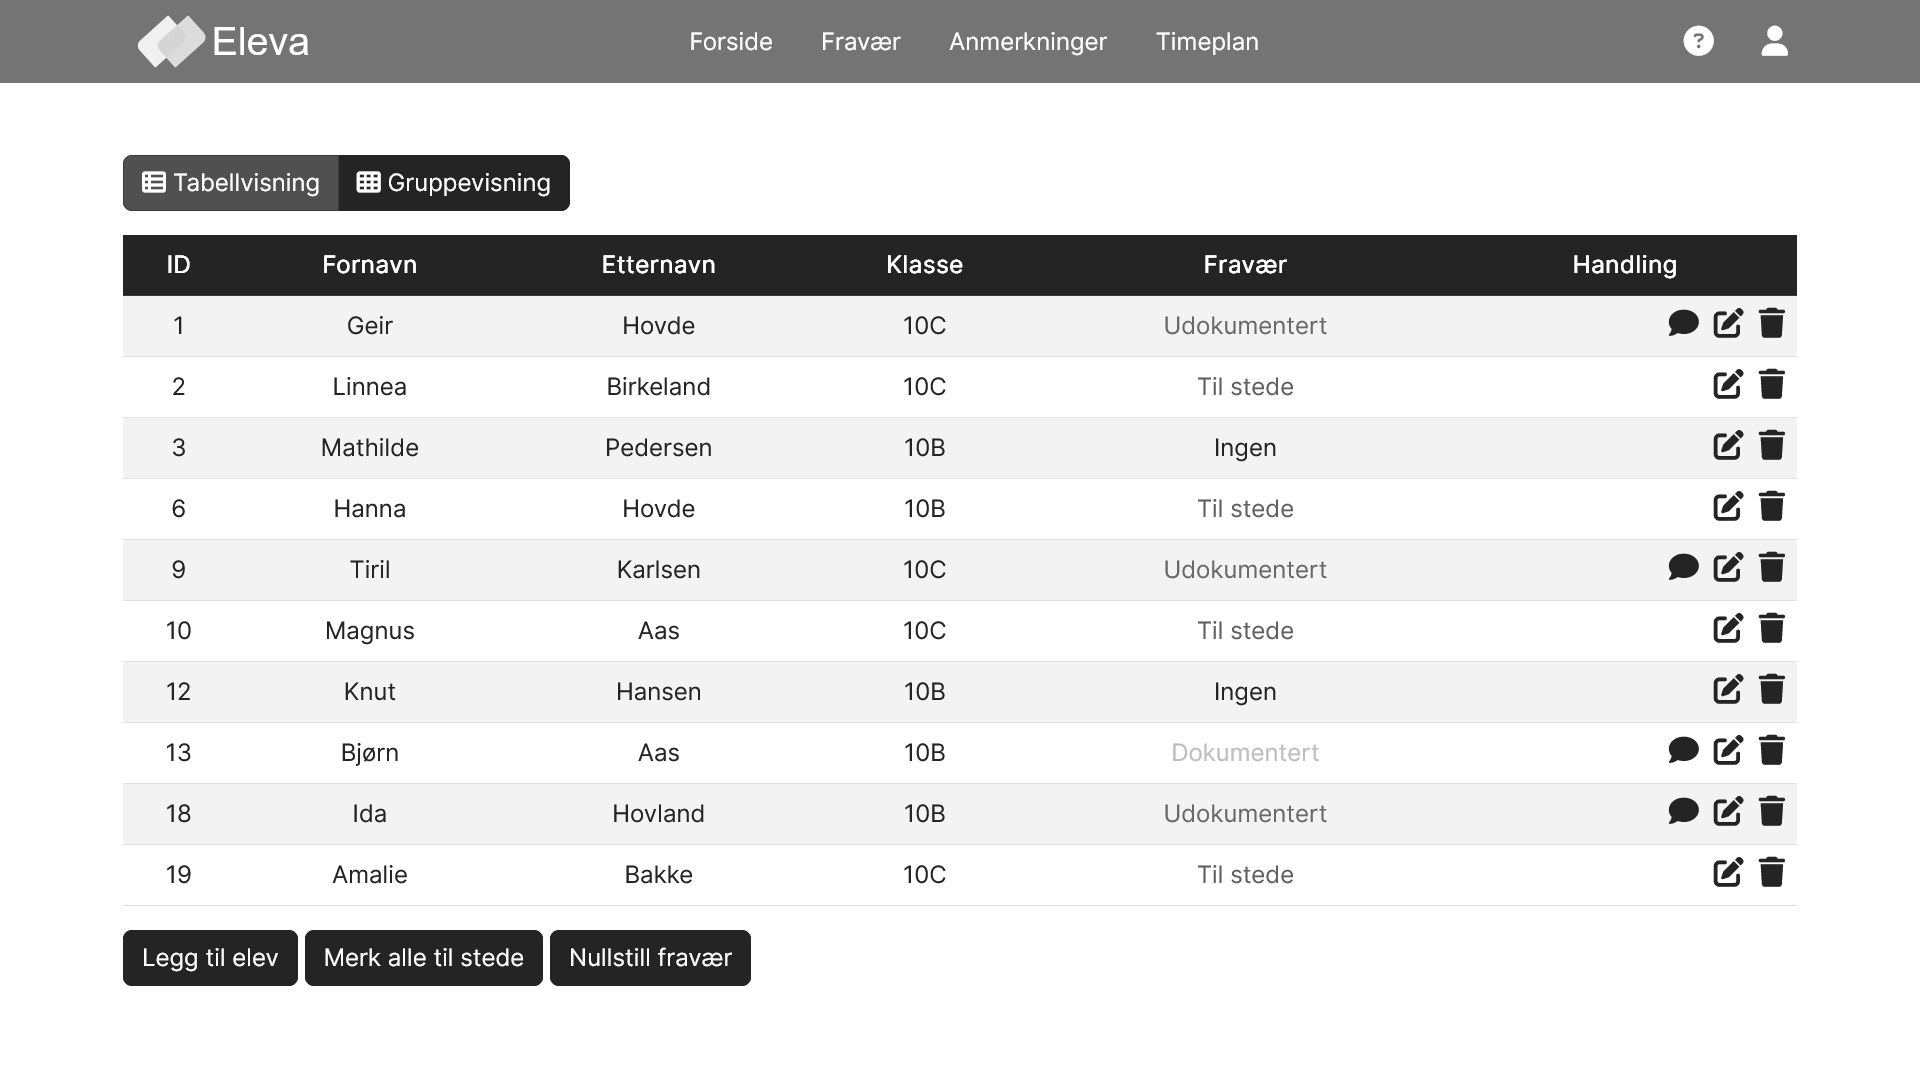 Eleva Forside Fravær Anmerkninger Timeplan ?
Tabellvisning Gruppevisning
ID Fornavn Etternavn Klasse Fravær Handling
1 Geir Hovde 10C Udokumentert
2 Linnea Birkeland 10C Til stede
3 Mathilde Pedersen 10B Ingen
6 Hanna Hovde 10B Til stede
9 Tiril Karlsen 10C Udokumentert
10 Magnus Aas 10C Til stede
12 Knut Hansen 10B Ingen
13 Bjørn Aas 10B Dokumentert
18 Ida Hovland 10B Udokumentert
19 Amalie Bakke 10C Til stede
Legg til elev Merk alle til stede Nullstill fravær